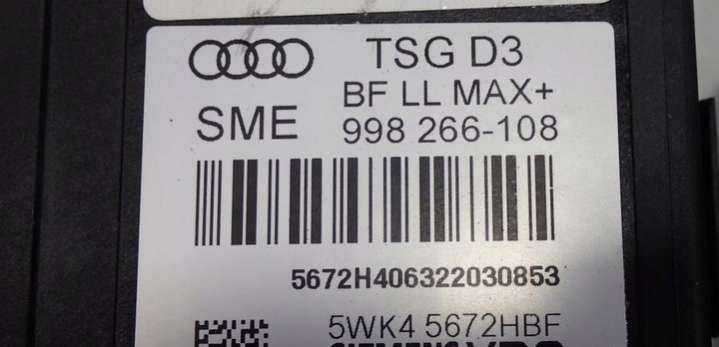 TSG D3
BF LL MAX+
SME 998 266-108
5672H406322030853
5WK4 5672HBF